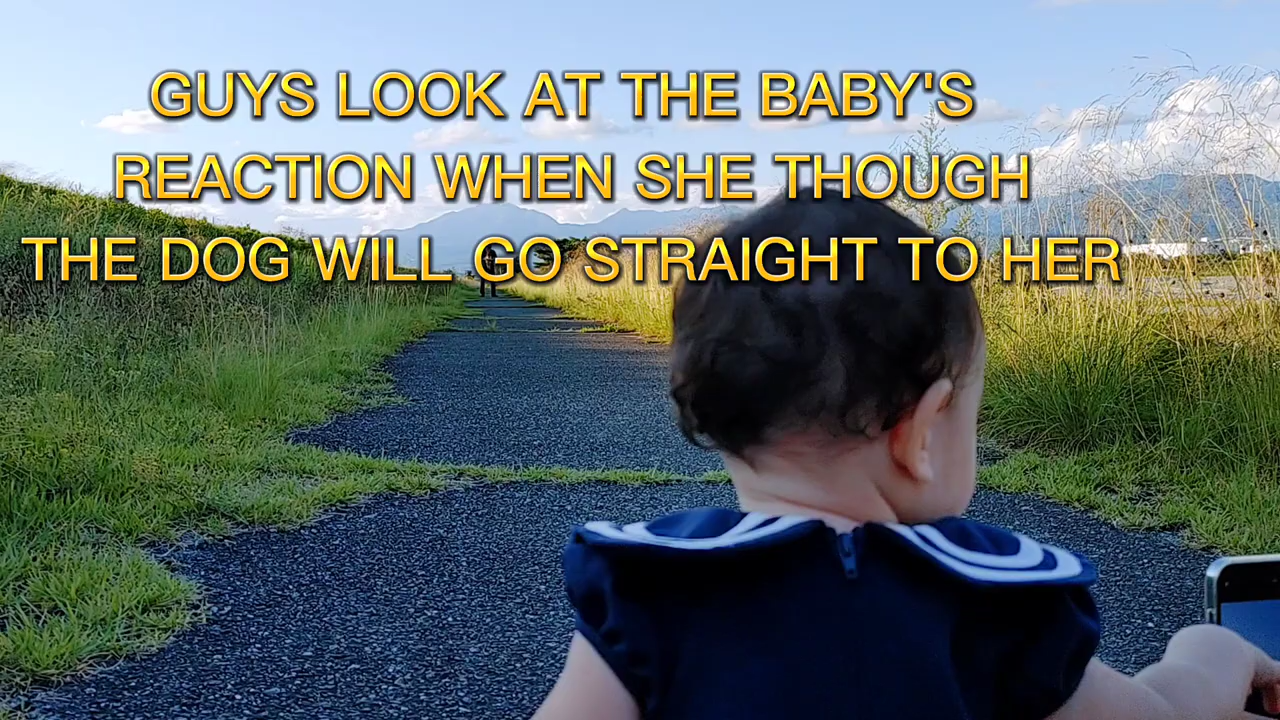 GUYS LOOK AT THE BABY'S
REACTION WHEN SHE THOUGH
THE DOG WILL GO STRAIGHT TO HER